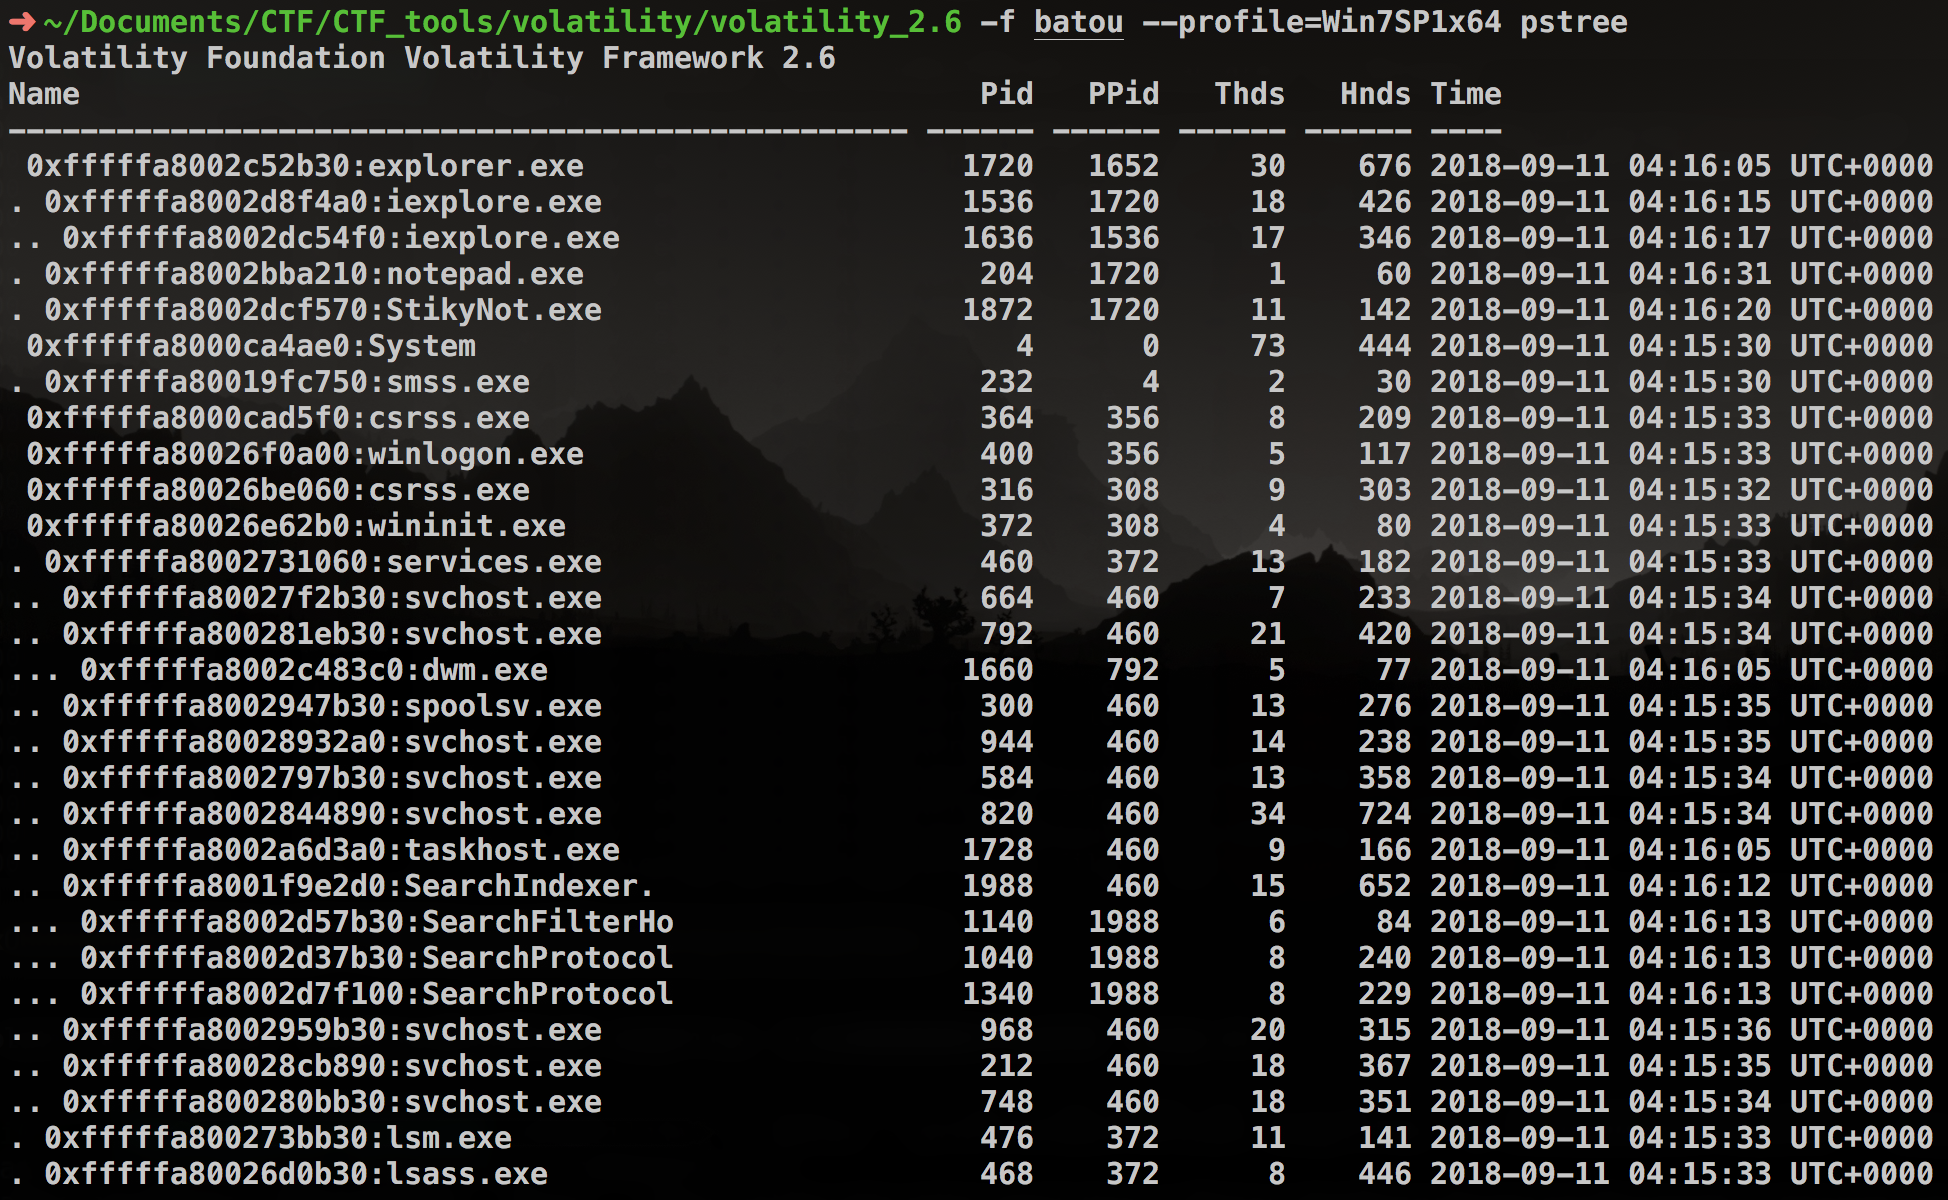 ➜ ~/Documents/CTF/CTF_tools/volatility/volatility_2.6 -f batou --profile=Win7SP1x64 pstree
Volatility Foundation Volatility Framework 2.6
Name                                                  Pid   PPid   Thds   Hnds Time
-------------------------------------------------- ------ ------ ------ ------ ----
 0xfffffa8002c52b30:explorer.exe                     1720   1652     30    676 2018-09-11 04:16:05 UTC+0000
. 0xfffffa8002d8f4a0:iexplore.exe                    1536   1720     18    426 2018-09-11 04:16:15 UTC+0000
.. 0xfffffa8002dc54f0:iexplore.exe                   1636   1536     17    346 2018-09-11 04:16:17 UTC+0000
. 0xfffffa8002bba210:notepad.exe                      204   1720      1     60 2018-09-11 04:16:31 UTC+0000
. 0xfffffa8002dcf570:StikyNot.exe                    1872   1720     11    142 2018-09-11 04:16:20 UTC+0000
 0xfffffa8000ca4ae0:System                              4      0     73    444 2018-09-11 04:15:30 UTC+0000
. 0xfffffa80019fc750:smss.exe                         232      4      2     30 2018-09-11 04:15:30 UTC+0000
 0xfffffa8000cad5f0:csrss.exe                         364    356      8    209 2018-09-11 04:15:33 UTC+0000
 0xfffffa80026f0a00:winlogon.exe                      400    356      5    117 2018-09-11 04:15:33 UTC+0000
 0xfffffa80026be060:csrss.exe                         316    308      9    303 2018-09-11 04:15:32 UTC+0000
 0xfffffa80026e62b0:wininit.exe                       372    308      4     80 2018-09-11 04:15:33 UTC+0000
. 0xfffffa8002731060:services.exe                     460    372     13    182 2018-09-11 04:15:33 UTC+0000
.. 0xfffffa80027f2b30:svchost.exe                     664    460      7    233 2018-09-11 04:15:34 UTC+0000
.. 0xfffffa800281eb30:svchost.exe                     792    460     21    420 2018-09-11 04:15:34 UTC+0000
... 0xfffffa8002c483c0:dwm.exe                       1660    792      5     77 2018-09-11 04:16:05 UTC+0000
.. 0xfffffa8002947b30:spoolsv.exe                     300    460     13    276 2018-09-11 04:15:35 UTC+0000
.. 0xfffffa80028932a0:svchost.exe                     944    460     14    238 2018-09-11 04:15:35 UTC+0000
.. 0xfffffa8002797b30:svchost.exe                     584    460     13    358 2018-09-11 04:15:34 UTC+0000
.. 0xfffffa8002844890:svchost.exe                     820    460     34    724 2018-09-11 04:15:34 UTC+0000
.. 0xfffffa8002a6d3a0:taskhost.exe                   1728    460      9    166 2018-09-11 04:16:05 UTC+0000
.. 0xfffffa8001f9e2d0:SearchIndexer.                 1988    460     15    652 2018-09-11 04:16:12 UTC+0000
... 0xfffffa8002d57b30:SearchFilterHo                1140   1988      6     84 2018-09-11 04:16:13 UTC+0000
... 0xfffffa8002d37b30:SearchProtocol                1040   1988      8    240 2018-09-11 04:16:13 UTC+0000
... 0xfffffa8002d7f100:SearchProtocol                1340   1988      8    229 2018-09-11 04:16:13 UTC+0000
.. 0xfffffa8002959b30:svchost.exe                     968    460     20    315 2018-09-11 04:15:36 UTC+0000
.. 0xfffffa80028cb890:svchost.exe                     212    460     18    367 2018-09-11 04:15:35 UTC+0000
.. 0xfffffa800280bb30:svchost.exe                     748    460     18    351 2018-09-11 04:15:34 UTC+0000
. 0xfffffa800273bb30:lsm.exe                          476    372     11    141 2018-09-11 04:15:33 UTC+0000
. 0xfffffa80026d0b30:lsass.exe                        468    372      8    446 2018-09-11 04:15:33 UTC+0000